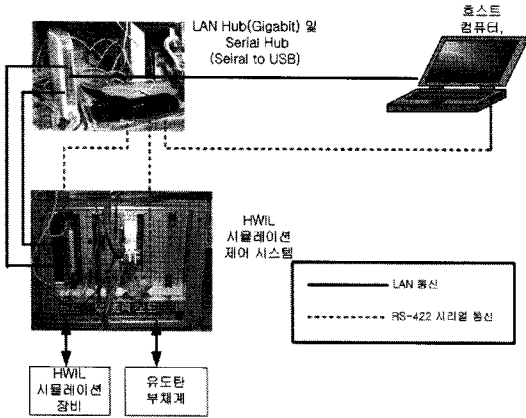 LAN Hub(Gigabit) 및
Serial Hub
(Seiral to USB)
호스트
컴퓨터,
HWIL
시뮬레이션
제어 시스템
LAN 통신
RS-422 시리얼 통신
HWIL
시뮬레이션
장비
유도탄
부체계